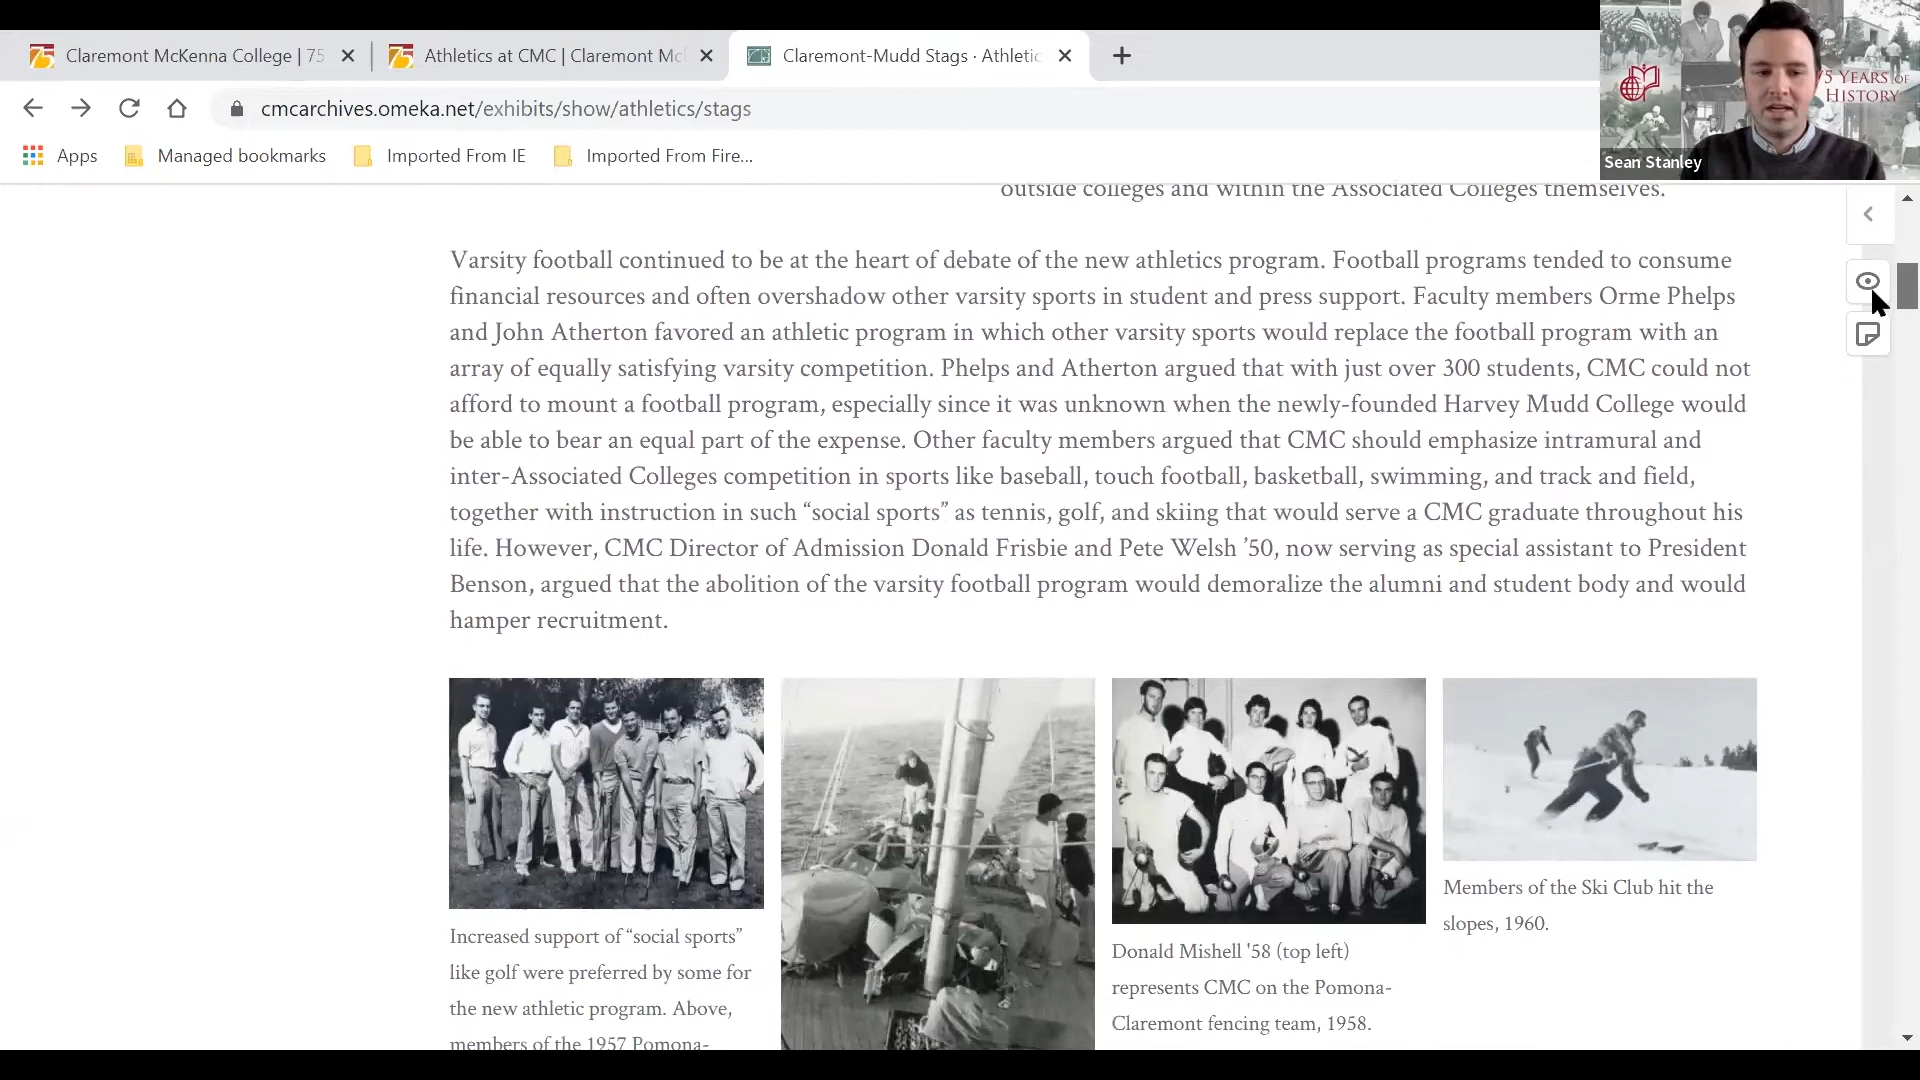 Claremont McKenna College | 75
Athletics at CMC | Claremont Mc
Claremont-Mudd Stags · Athletic
cmcarchives.omeka.net/exhibits/show/athletics/stags
Apps
Managed bookmarks
Imported From IE
Imported From Fire...
75 YEARS OF
HISTORY
Sean Stanley
outside colleges and within the Associated Colleges themselves.
Varsity football continued to be at the heart of debate of the new athletics program. Football programs tended to consume
financial resources and often overshadow other varsity sports in student and press support. Faculty members Orme Phelps
and John Atherton favored an athletic program in which other varsity sports would replace the football program with an
array of equally satisfying varsity competition. Phelps and Atherton argued that with just over 300 students, CMC could not
afford to mount a football program, especially since it was unknown when the newly-founded Harvey Mudd College would
be able to bear an equal part of the expense. Other faculty members argued that CMC should emphasize intramural and
inter-Associated Colleges competition in sports like baseball, touch football, basketball, swimming, and track and field,
together with instruction in such “social sports” as tennis, golf, and skiing that would serve a CMC graduate throughout his
life. However, CMC Director of Admission Donald Frisbie and Pete Welsh ’50, now serving as special assistant to President
Benson, argued that the abolition of the varsity football program would demoralize the alumni and student body and would
hamper recruitment.
Increased support of “social sports”
like golf were preferred by some for
the new athletic program. Above,
members of the 1957 Pomona-
Donald Mishell '58 (top left)
represents CMC on the Pomona-
Claremont fencing team, 1958.
Members of the Ski Club hit the
slopes, 1960.